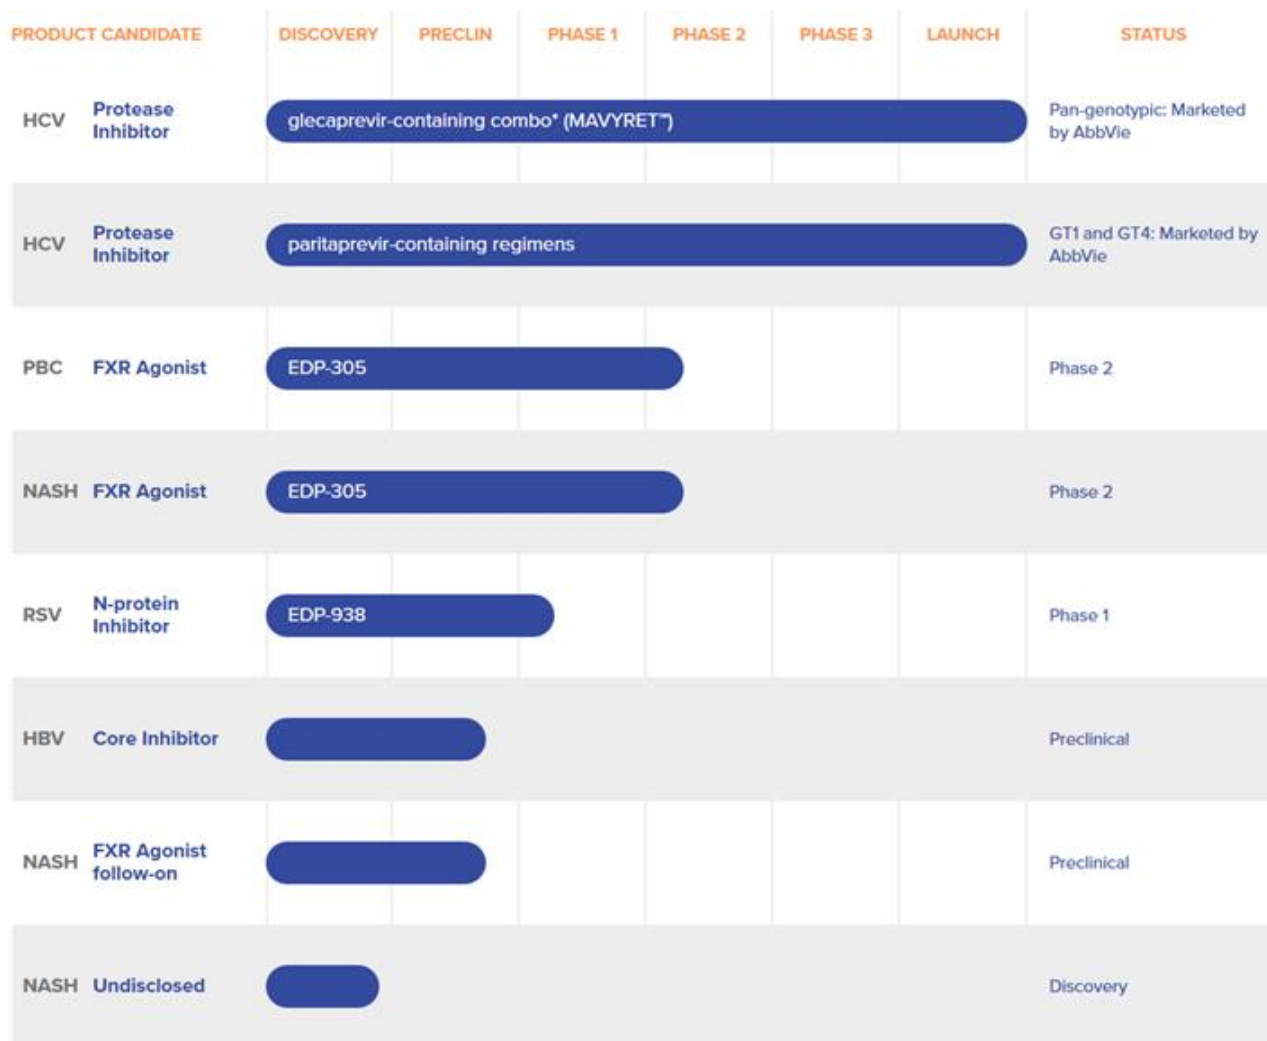 PRODUCT CANDIDATE DISCOVERY PRECLIN PHASE 1 PHASE 2 PHASE 3 LAUNCH STATUS
HCV
Protease
Inhibitor
glecaprevir-containing combo* (MAVYRET™)
Pan-genotypic: Marketed
by AbbVie
HCV
Protease
Inhibitor
paritaprevir-containing regimens
GT1 and GT4: Marketed by
AbbVie
PBC FXR Agonist EDP-305 Phase 2
NASH FXR Agonist EDP-305 Phase 2
RSV
N-protein
Inhibitor
EDP-938
Phase 1
HBV Core Inhibitor Preclinical
NASH
FXR Agonist
follow-on
Preclinical
NASH Undisclosed Discovery